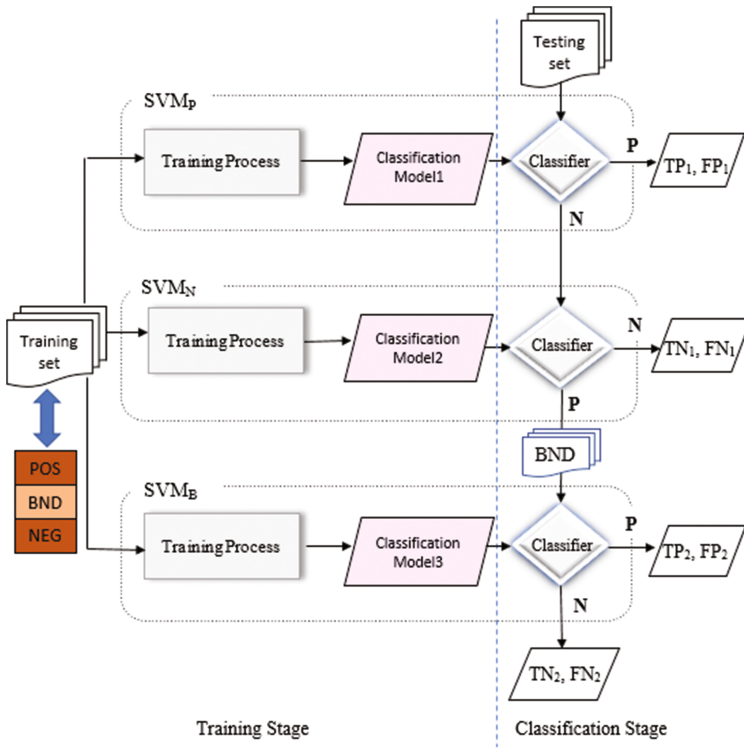 Testing
set
SVMP
Training Process
Classification
Model1
Classifier
P
TP1, FP1
N
SVMN
Training
set
Training Process
Classification
Model2
Classifier
N
TN1, FN1
P
BND
POS
BND
NEG
SVMB
Training Process
Classification
Model3
Classifier
P
TP2, FP2
N
TN2, FN2
Training Stage
Classification Stage